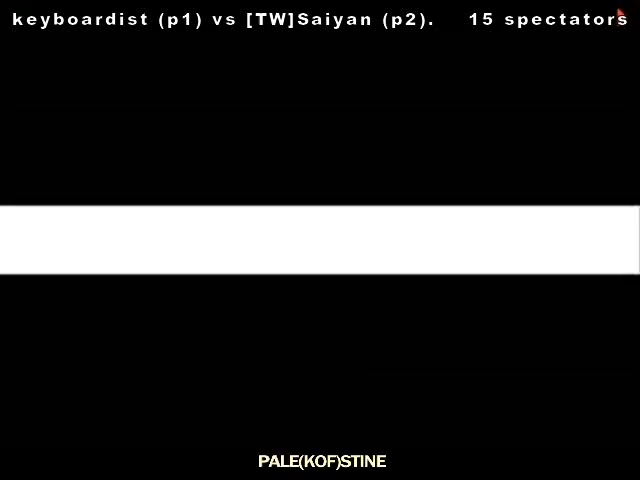 keyboardist (p1) vs [TW]Saiyan (p2). 15 spectators
PALE(KOF)STINE